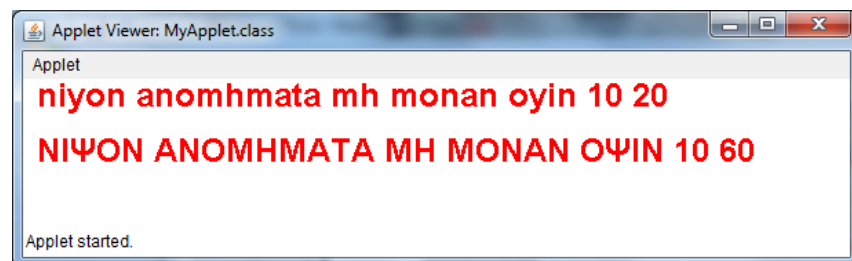 Applet Viewer: MyApplet.class
Applet
niyon anomhmata mh monan oyin 10 20
ΝΙΨΟΝ ΑΝΟΜΗΜΑΤΑ ΜΗ ΜΟΝΑΝ ΟΨΙΝ 10 60
Applet started.